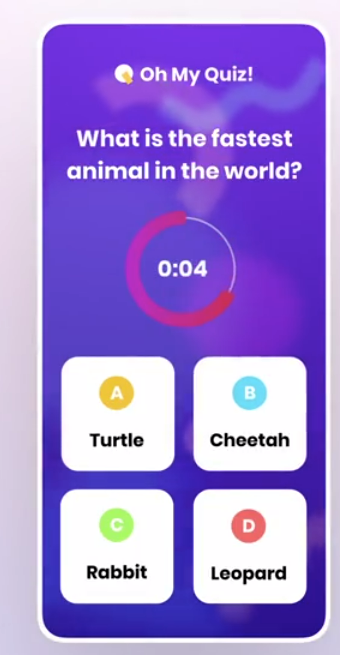 Oh My Quiz!
What is the fastest
animal in the world?
0:04
A
Turtle
B
Cheetah
C
Rabbit
D
Leopard